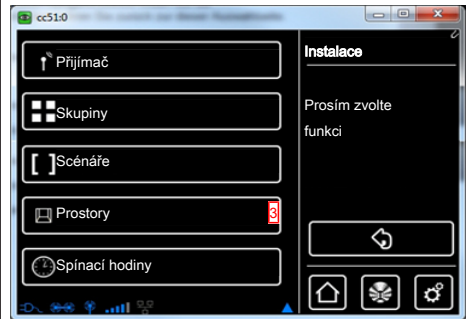 cc51:0
Přijímač
Skupiny
[ ]Scénáře
Prostory 3
Spínací hodiny
Instalace
Prosím zvolte
funkci